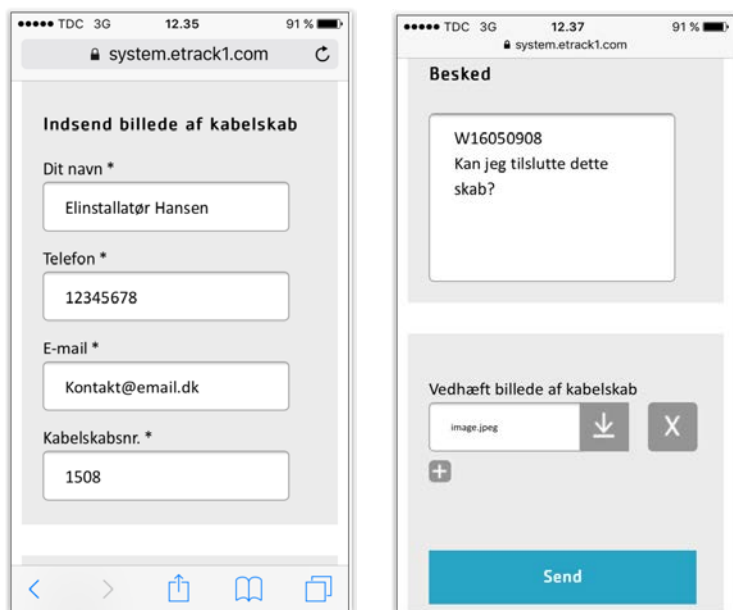 TDC 3G 12.35 91 %
system.etrack1.com
Indsend billede af kabelskab
Dit navn *
Elinstallatør Hansen
Telefon *
12345678
E-mail *
Kontakt@email.dk
Kabelskabsnr. *
1508
TDC 3G 12.37 91 %
system.etrack1.com
Besked
W16050908
Kan jeg tilslutte dette
skab?
Vedhæft billede af kabelskab
image.jpeg
X
Send